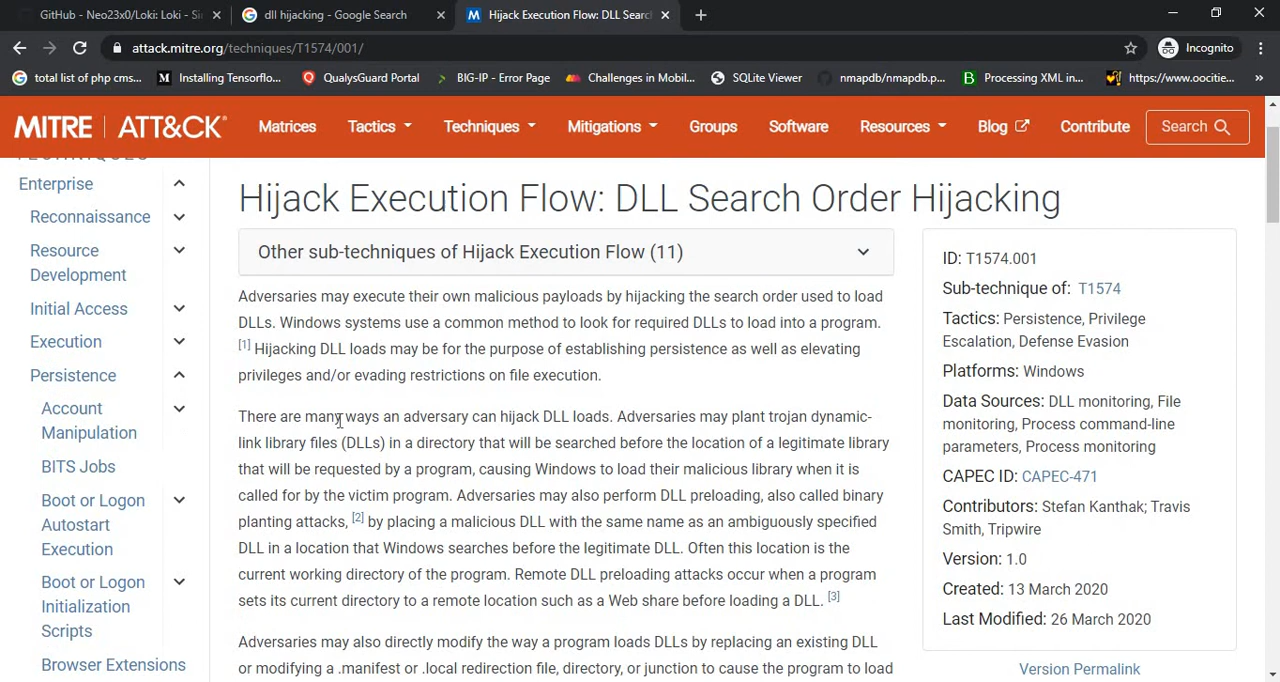 GitHub - Neo23x0/Loki: Loki - Si
dll hijacking - Google Search
Hijack Execution Flow: DLL Searc
attack.mitre.org/techniques/T1574/001/
Incognito
total list of php cms...
Installing Tensorflo...
QualysGuard Portal
BIG-IP - Error Page
Challenges in Mobil...
SQLite Viewer
nmapdb/nmapdb.p...
Processing XML in...
https://www.oocitie...
MITRE | ATT&CK®
Matrices
Tactics
Techniques
Mitigations
Groups
Software
Resources
Blog
Contribute
Search
TECHNIQUES
Enterprise
Reconnaissance
Resource
Development
Initial Access
Execution
Persistence
Account
Manipulation
BITS Jobs
Boot or Logon
Autostart
Execution
Boot or Logon
Initialization
Scripts
Browser Extensions
Hijack Execution Flow: DLL Search Order Hijacking
Other sub-techniques of Hijack Execution Flow (11)
Adversaries may execute their own malicious payloads by hijacking the search order used to load
DLLs. Windows systems use a common method to look for required DLLs to load into a program.
[1] Hijacking DLL loads may be for the purpose of establishing persistence as well as elevating
privileges and/or evading restrictions on file execution.
There are many ways an adversary can hijack DLL loads. Adversaries may plant trojan dynamic-
link library files (DLLs) in a directory that will be searched before the location of a legitimate library
that will be requested by a program, causing Windows to load their malicious library when it is
called for by the victim program. Adversaries may also perform DLL preloading, also called binary
planting attacks, [2] by placing a malicious DLL with the same name as an ambiguously specified
DLL in a location that Windows searches before the legitimate DLL. Often this location is the
current working directory of the program. Remote DLL preloading attacks occur when a program
sets its current directory to a remote location such as a Web share before loading a DLL. [3]
Adversaries may also directly modify the way a program loads DLLs by replacing an existing DLL
or modifying a .manifest or .local redirection file, directory, or junction to cause the program to load
ID: T1574.001
Sub-technique of: T1574
Tactics: Persistence, Privilege
Escalation, Defense Evasion
Platforms: Windows
Data Sources: DLL monitoring, File
monitoring, Process command-line
parameters, Process monitoring
CAPEC ID: CAPEC-471
Contributors: Stefan Kanthak; Travis
Smith, Tripwire
Version: 1.0
Created: 13 March 2020
Last Modified: 26 March 2020
Version Permalink